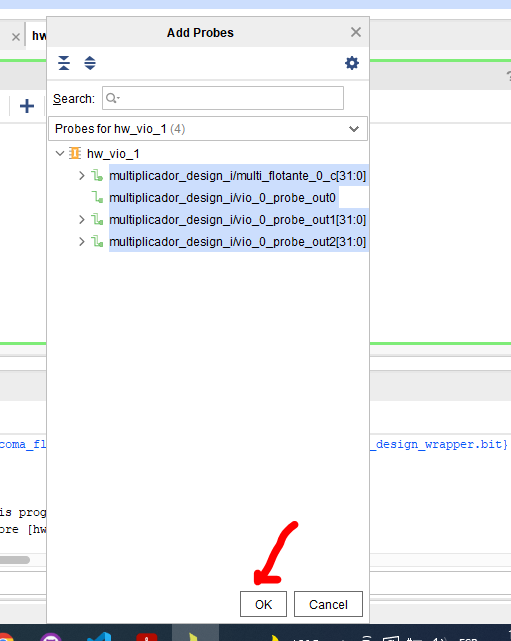 hw_
Add Probes
Search:
Probes for hw_vio_1 (4)
hw_vio_1
multiplicador_design_i/multi_flotante_0_c[31:0]
multiplicador_design_i/vio_0_probe_out0
multiplicador_design_i/vio_0_probe_out1[31:0]
multiplicador_design_i/vio_0_probe_out2[31:0]
coma_fl
_design_wrapper.bit}
is prog
ore [hw
OK
Cancel